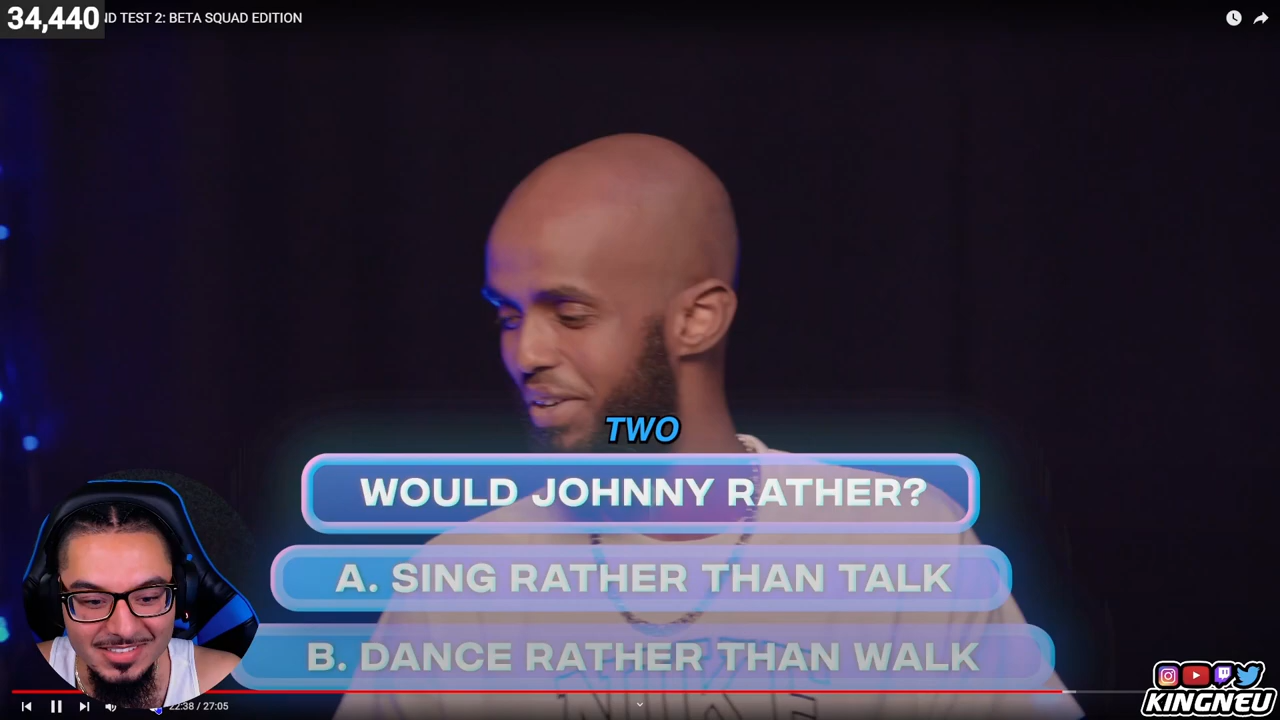 34,440
ND TEST 2: BETA SQUAD EDITION
TWO
WOULD JOHNNY RATHER?
A. SING RATHER THAN TALK
B. DANCE RATHER THAN WALK
NIKE
22:38 / 27:05
KINGNEU